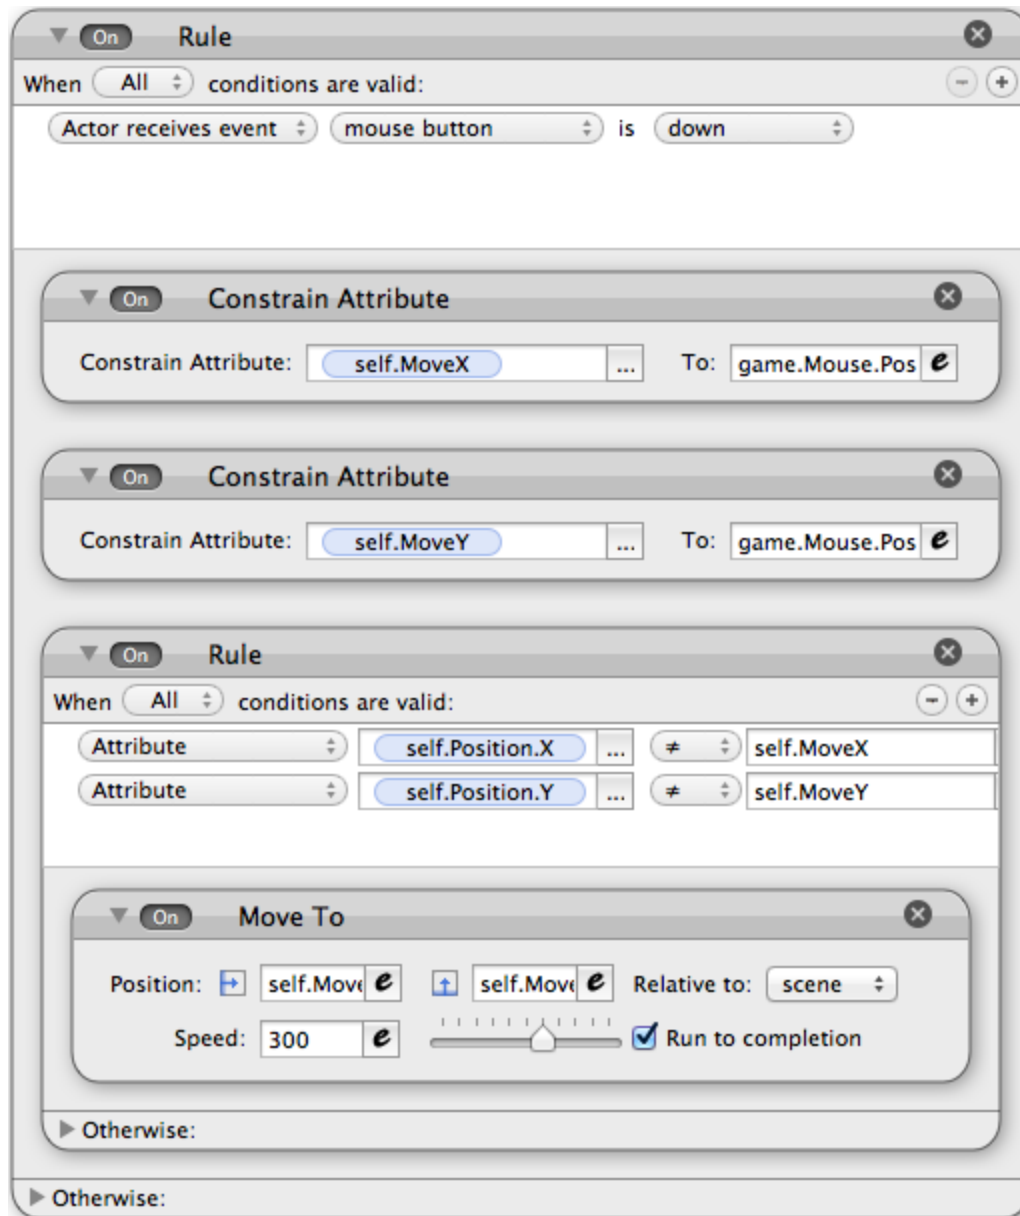 On Rule
When All conditions are valid:
Actor receives event mouse button is down
On Constrain Attribute
Constrain Attribute: self.MoveX ... To: game.Mouse.Pos e
On Constrain Attribute
Constrain Attribute: self.MoveY ... To: game.Mouse.Pos e
On Rule
When All conditions are valid:
Attribute self.Position.X ... ≠ self.MoveX
Attribute self.Position.Y ... ≠ self.MoveY
On Move To
Position: self.Move e self.Move e Relative to: scene
Speed: 300 e Run to completion
Otherwise:
Otherwise: